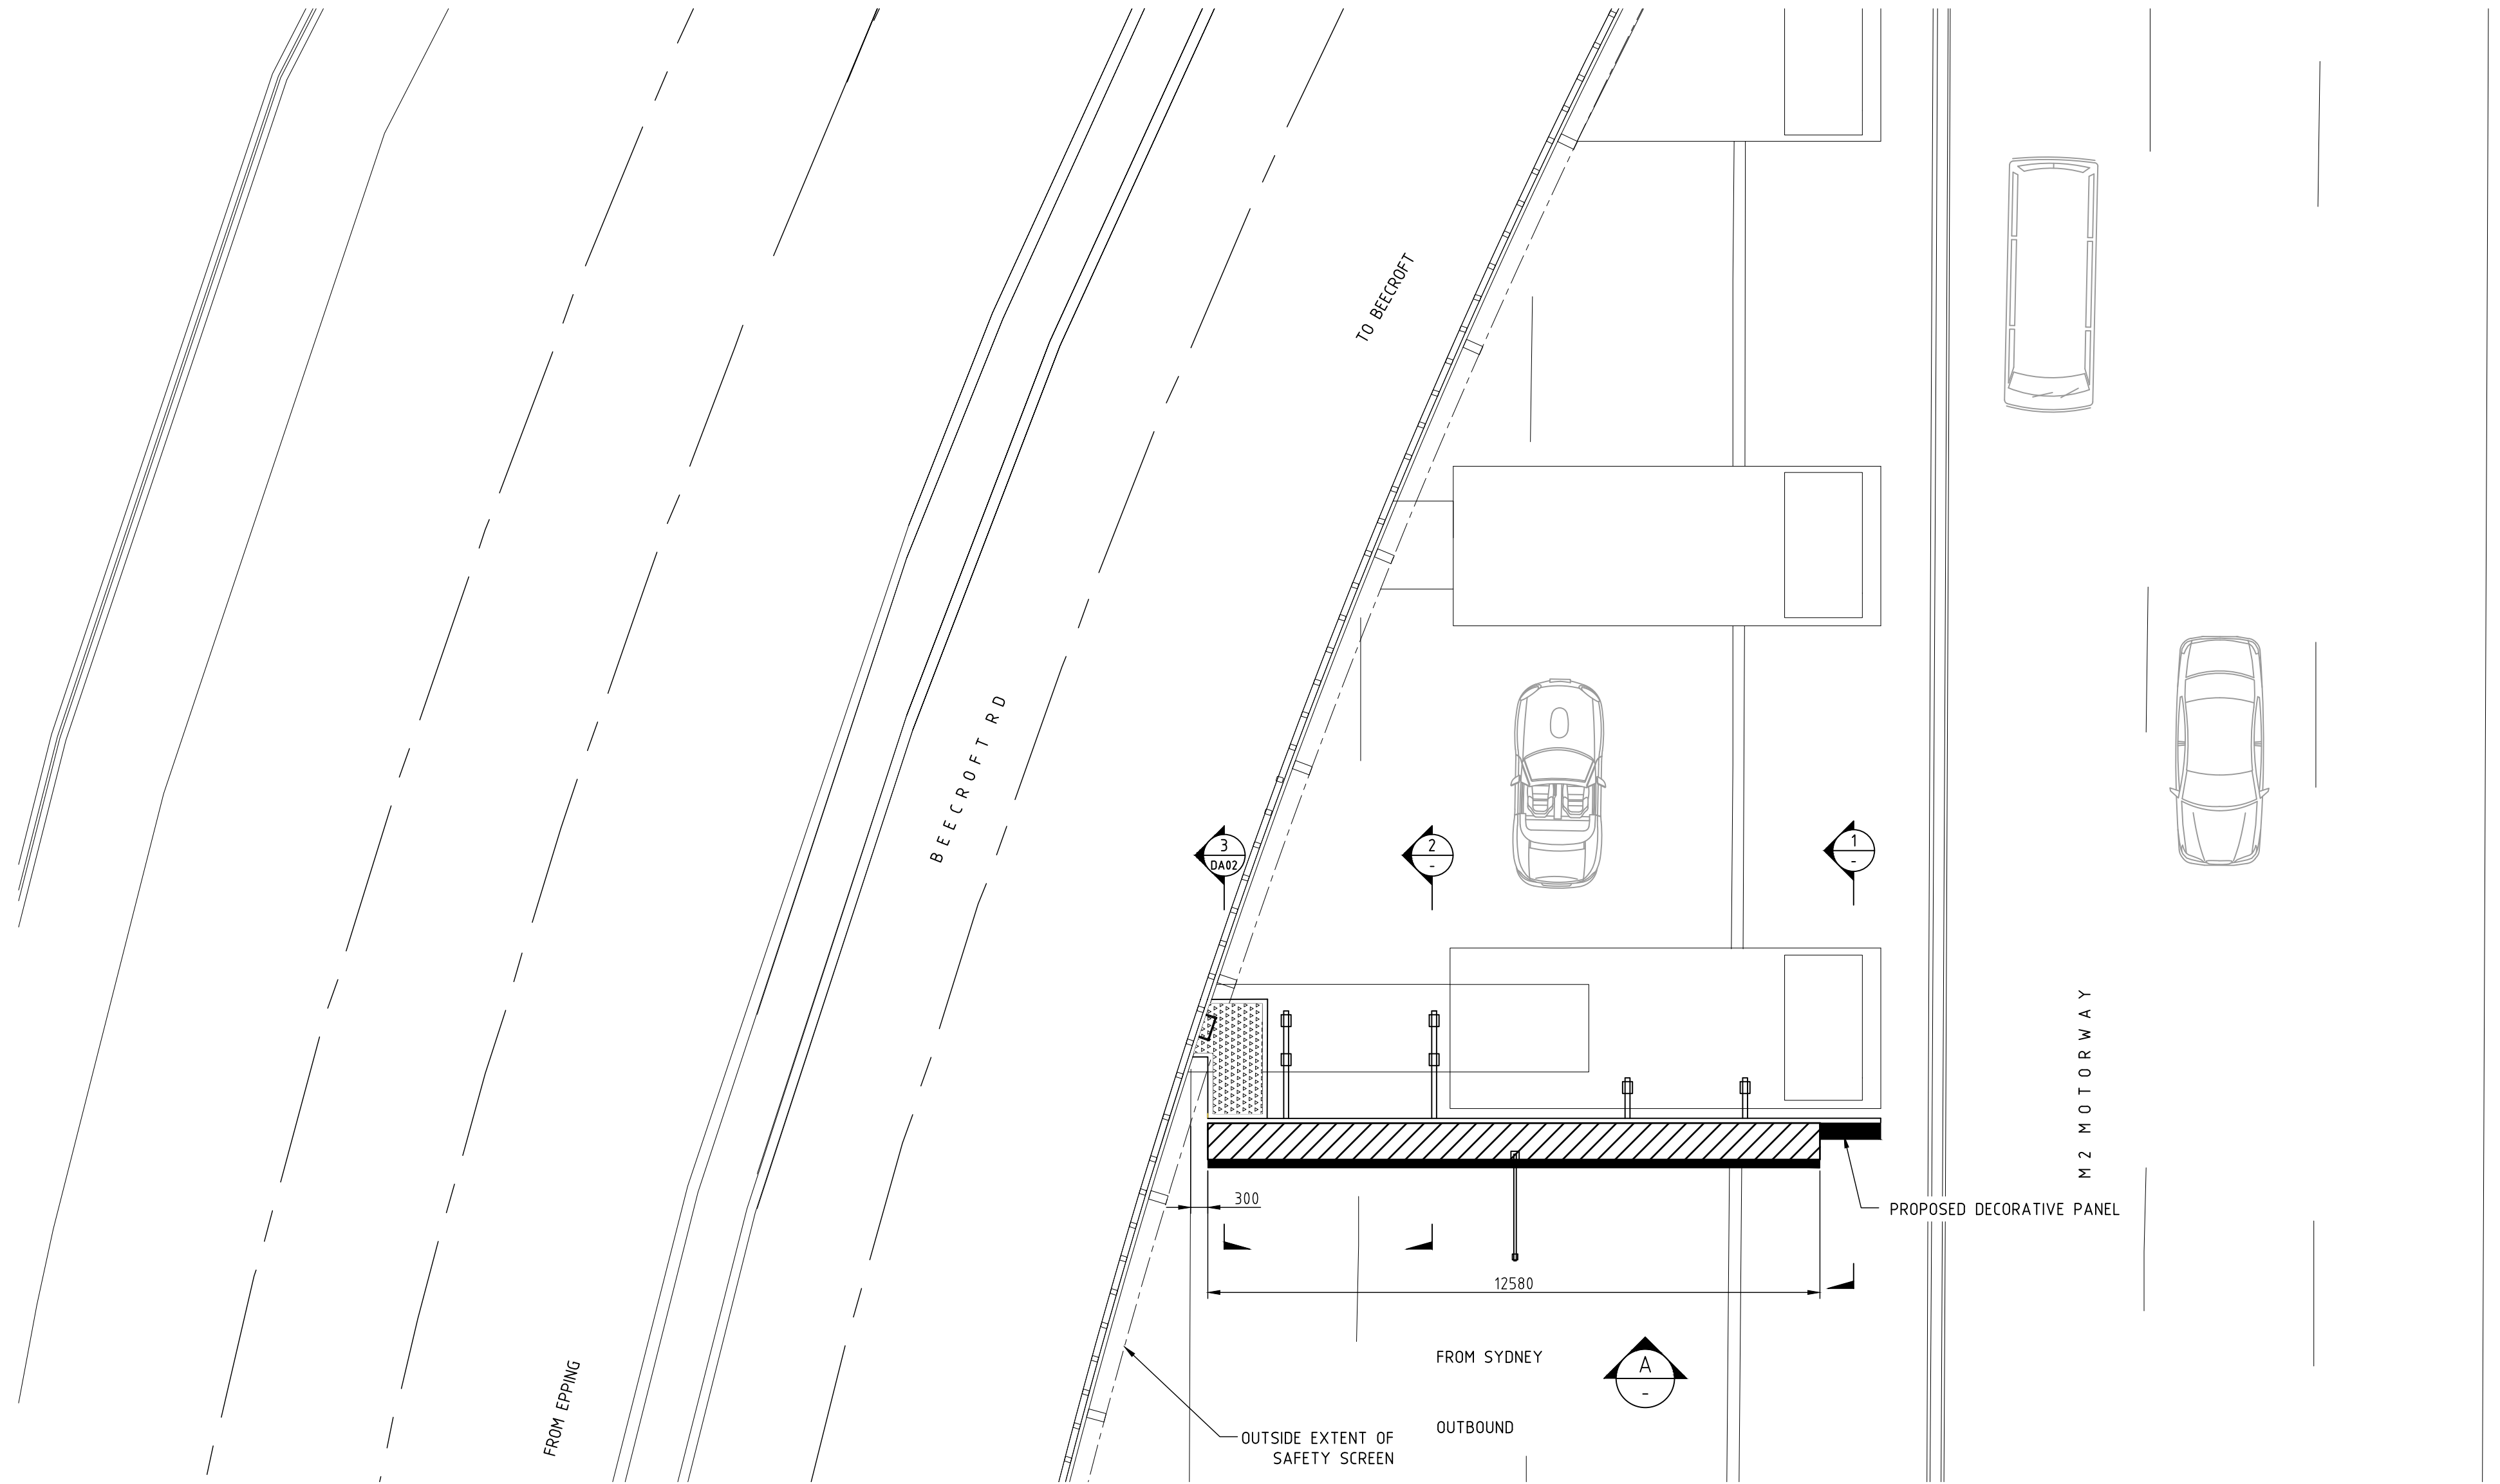 TO BEECROFT
BEECROFT RD
3
DA02
2
-
1
-
M2 MOTORWAY
300
PROPOSED DECORATIVE PANEL
12580
FROM SYDNEY
A
-
FROM EPPING
OUTSIDE EXTENT OF
SAFETY SCREEN
OUTBOUND